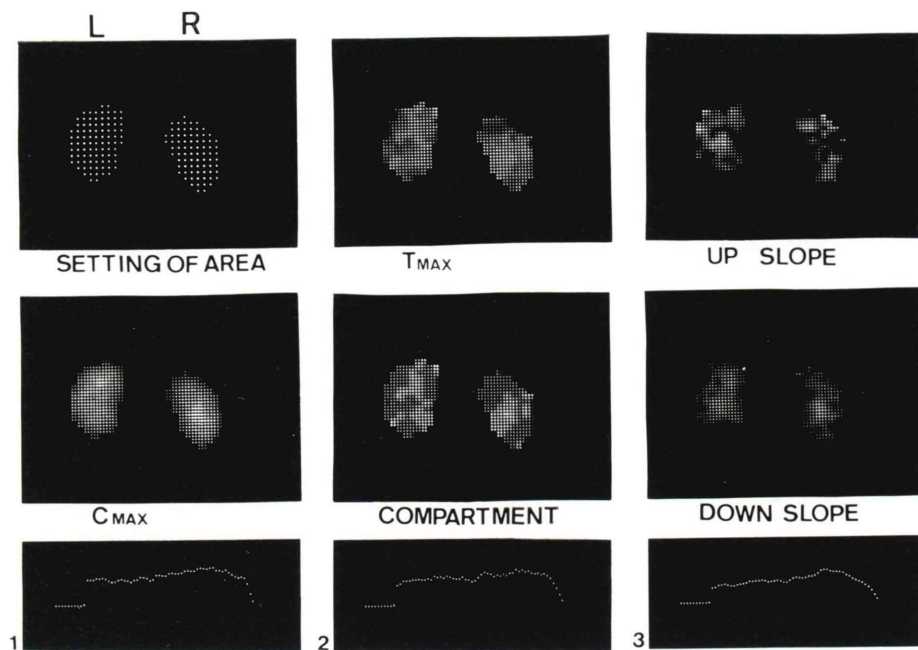 L R
SETTING OF AREA TMAX UP SLOPE
CMAX COMPARTMENT DOWN SLOPE
1 2 3